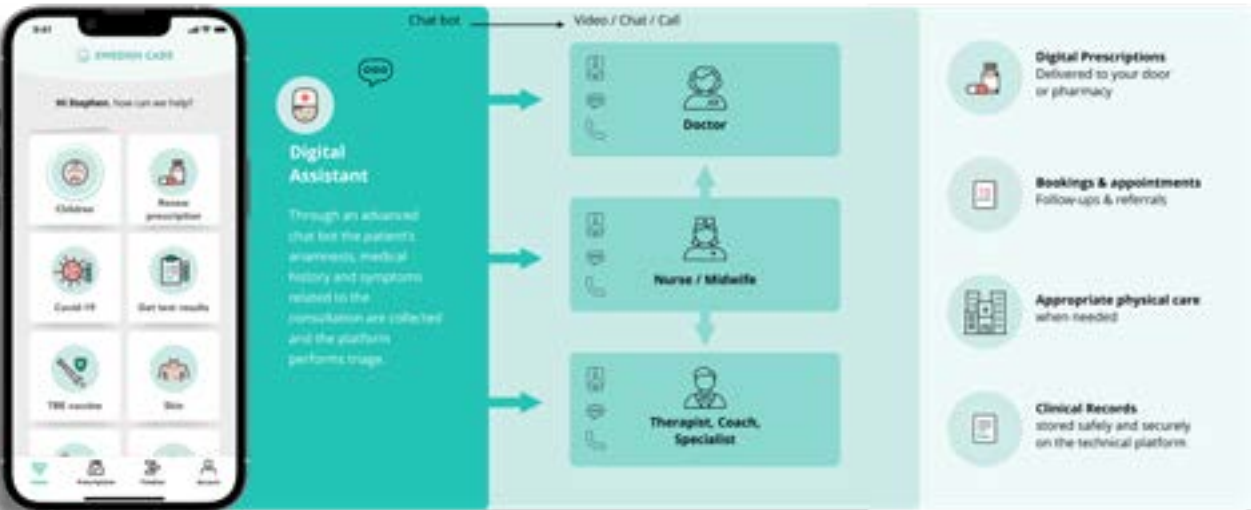 9:41
SWEDISH CARE
Hi Stephen, how can we help?
Children
Renew
prescription
Covid-19
Get test results
TBE vaccine
Skin
Home
Prescriptions
Timeline
Account
Chat bot
Video / Chat / Call
Digital
Assistant
Through an advanced
chat bot the patient's
anamnesis, medical
history and symptoms
related to the
consultation are collected
and the platform
performs triage.
Doctor
Nurse / Midwife
Therapist, Coach,
Specialist
Digital Prescriptions
Delivered to your door
or pharmacy
Bookings & appointments
Follow-ups & referrals
Appropriate physical care
when needed
Clinical Records
stored safely and securely
on the technical platform